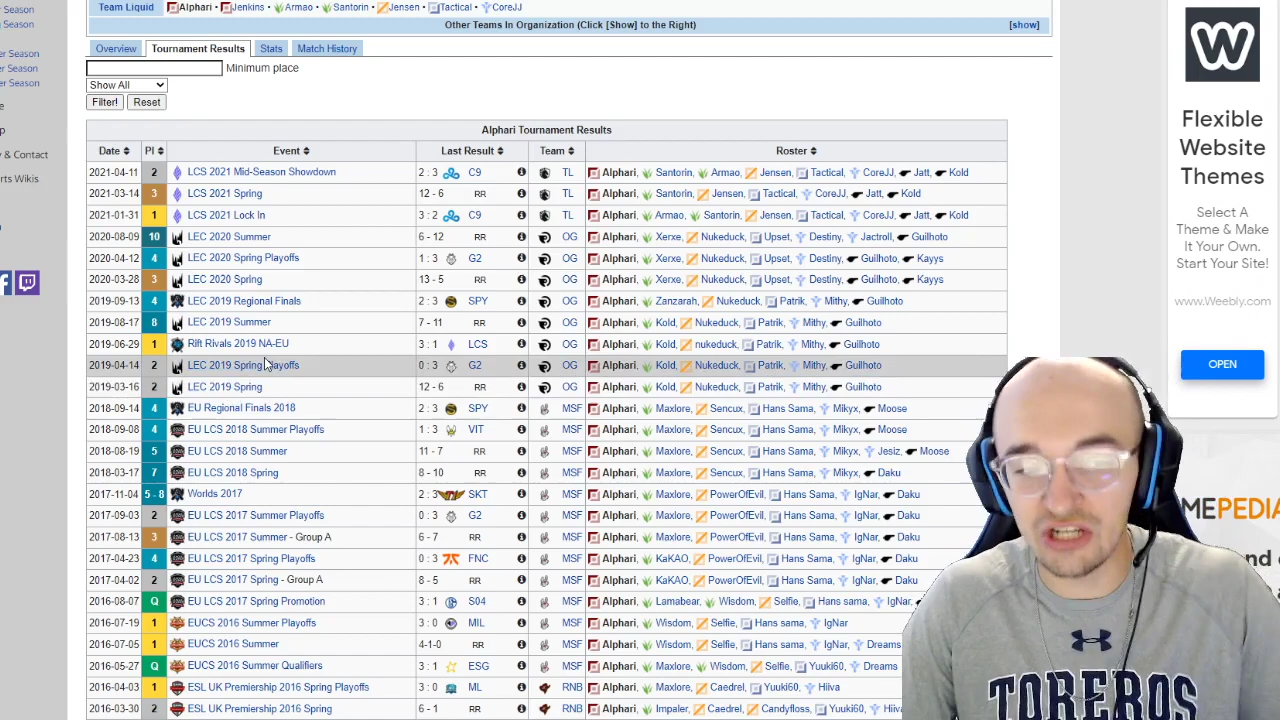 er Season Team Liquid Alphari • Jenkins • Armao • Santorin • Jensen • Tactical • CoreJJ
Season Other Teams In Organization (Click [Show] to the Right) [show]
er Season Overview Tournament Results Stats Match History
er Season Minimum place
er Season Show All
e Filter! Reset
p
y & Contact
rts Wikis
Alphari Tournament Results
Date Pl Event Last Result Team Roster
2021-04-11 2 LCS 2021 Mid-Season Showdown 2 : 3 C9 TL Alphari, Santorin, Armao, Jensen, Tactical, CoreJJ, Jatt, Kold
2021-03-14 3 LCS 2021 Spring 12 - 6 RR TL Alphari, Santorin, Jensen, Tactical, CoreJJ, Jatt, Kold
2021-01-31 1 LCS 2021 Lock In 3 : 2 C9 TL Alphari, Armao, Santorin, Jensen, Tactical, CoreJJ, Jatt, Kold
2020-08-09 10 LEC 2020 Summer 6 - 12 RR OG Alphari, Xerxe, Nukeduck, Upset, Destiny, Jactroll, Guilhoto
2020-04-12 4 LEC 2020 Spring Playoffs 1 : 3 G2 OG Alphari, Xerxe, Nukeduck, Upset, Destiny, Guilhoto, Kayys
2020-03-28 3 LEC 2020 Spring 13 - 5 RR OG Alphari, Xerxe, Nukeduck, Upset, Destiny, Guilhoto, Kayys
2019-09-13 4 LEC 2019 Regional Finals 2 : 3 SPY OG Alphari, Zanzarah, Nukeduck, Patrik, Mithy, Guilhoto
2019-08-17 8 LEC 2019 Summer 7 - 11 RR OG Alphari, Kold, Nukeduck, Patrik, Mithy, Guilhoto
2019-06-29 1 Rift Rivals 2019 NA-EU 3 : 1 LCS OG Alphari, Kold, nukeduck, Patrik, Mithy, Guilhoto
2019-04-14 2 LEC 2019 Spring Playoffs 0 : 3 G2 OG Alphari, Kold, Nukeduck, Patrik, Mithy, Guilhoto
2019-03-16 2 LEC 2019 Spring 12 - 6 RR OG Alphari, Kold, Nukeduck, Patrik, Mithy, Guilhoto
2018-09-14 4 EU Regional Finals 2018 2 : 3 SPY MSF Alphari, Maxlore, Sencux, Hans Sama, Mikyx, Moose
2018-09-08 4 EU LCS 2018 Summer Playoffs 1 : 3 VIT MSF Alphari, Maxlore, Sencux, Hans Sama, Mikyx, Moose
2018-08-19 5 EU LCS 2018 Summer 11 - 7 RR MSF Alphari, Maxlore, Sencux, Hans Sama, Mikyx, Jesiz, Moose
2018-03-17 7 EU LCS 2018 Spring 8 - 10 RR MSF Alphari, Maxlore, Sencux, Hans Sama, Mikyx, Daku
2017-11-04 5 - 8 Worlds 2017 2 : 3 SKT MSF Alphari, Maxlore, PowerOfEvil, Hans Sama, IgNar, Daku
2017-09-03 2 EU LCS 2017 Summer Playoffs 0 : 3 G2 MSF Alphari, Maxlore, PowerOfEvil, Hans Sama, IgNar, Daku
2017-08-13 3 EU LCS 2017 Summer - Group A 6 - 7 RR MSF Alphari, Maxlore, PowerOfEvil, Hans Sama, IgNar, Daku
2017-04-23 4 EU LCS 2017 Spring Playoffs 0 : 3 FNC MSF Alphari, KaKAO, PowerOfEvil, Hans Sama, IgNar, Daku
2017-04-02 2 EU LCS 2017 Spring - Group A 8 - 5 RR MSF Alphari, KaKAO, PowerOfEvil, Hans Sama, IgNar, Daku
2016-08-07 Q EU LCS 2017 Spring Promotion 3 : 1 S04 MSF Alphari, Lamabear, Wisdom, Selfie, Hans sama, IgNar,
2016-07-19 1 EUCS 2016 Summer Playoffs 3 : 0 MIL MSF Alphari, Wisdom, Selfie, Hans sama, IgNar
2016-07-05 1 EUCS 2016 Summer 4-1-0 RR MSF Alphari, Wisdom, Selfie, Hans sama, IgNar, Dreams
2016-05-27 Q EUCS 2016 Summer Qualifiers 3 : 1 ESG MSF Alphari, Maxlore, Wisdom, Selfie, Yuuki60, Dreams
2016-04-03 1 ESL UK Premiership 2016 Spring Playoffs 3 : 0 ML RNB Alphari, Maxlore, Caedrel, Yuuki60, Hiiva
2016-03-30 2 ESL UK Premiership 2016 Spring 6 - 1 RR RNB Alphari, Impaler, Caedrel, Candyfloss, Yuuki60, Hiiva
W
Flexible
Website
Themes
Select A
Theme & Make
It Your Own.
Start Your Site!
www.Weebly.com
OPEN
MEPEDIA
nd
TOREROS